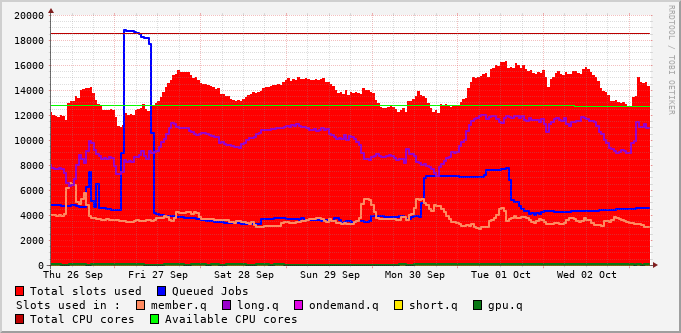 20000
18000
16000
14000
12000
10000
8000
6000
4000
2000
0
Thu 26 Sep Fri 27 Sep Sat 28 Sep Sun 29 Sep Mon 30 Sep Tue 01 Oct Wed 02 Oct
Total slots used Queued Jobs
Slots used in : member.q long.q ondemand.q short.q gpu.q
Total CPU cores Available CPU cores
RRDTOOL / TOBI OETIKER